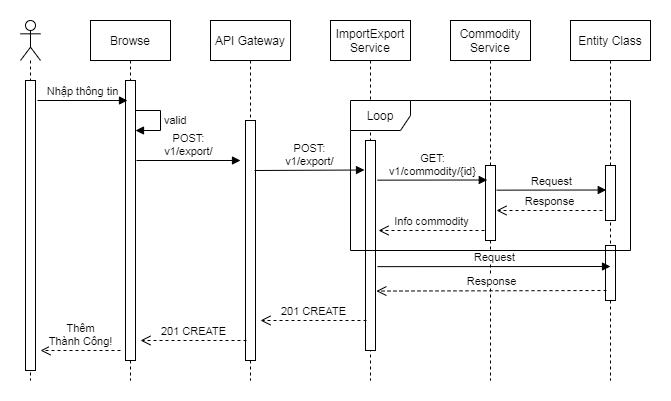 Browse
API Gateway
ImportExport
Service
Commodity
Service
Entity Class
Nhập thông tin
Loop
valid
POST:
v1/export/
POST:
v1/export/
GET:
v1/commodity/{id}
Request
Response
Info commodity
Request
Response
201 CREATE
201 CREATE
Thêm
Thành Công!